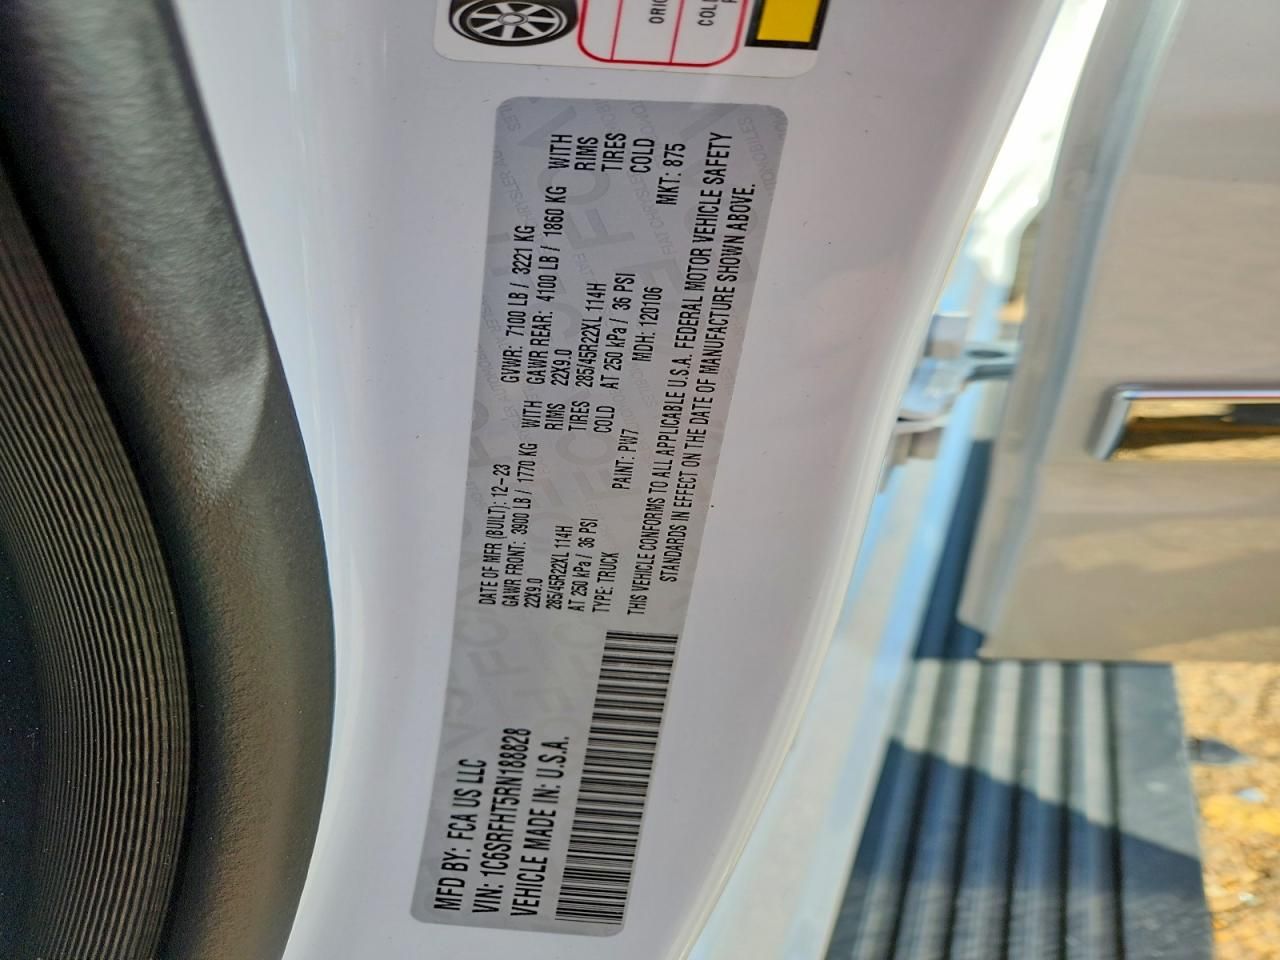 MFD BY: FCA US LLC
VIN: 1C6SRFHT5RN188828
VEHICLE MADE IN: U.S.A.
DATE OF MFR (BUILT): 12-23 GVWR: 7100 LB / 3221 KG
GAWR FRONT: 3900 LB / 1770 KG WITH GAWR REAR: 4100 LB / 1860 KG WITH
22X9.0 RIMS 22X9.0 RIMS
285/45R22XL 114H TIRES 285/45R22XL 114H TIRES
AT 250 kPa / 36 PSI COLD AT 250 kPa / 36 PSI COLD
TYPE: TRUCK PAINT: PW7 MDH: 120106 MKT: 875
THIS VEHICLE CONFORMS TO ALL APPLICABLE U.S.A. FEDERAL MOTOR VEHICLE SAFETY
STANDARDS IN EFFECT ON THE DATE OF MANUFACTURE SHOWN ABOVE.